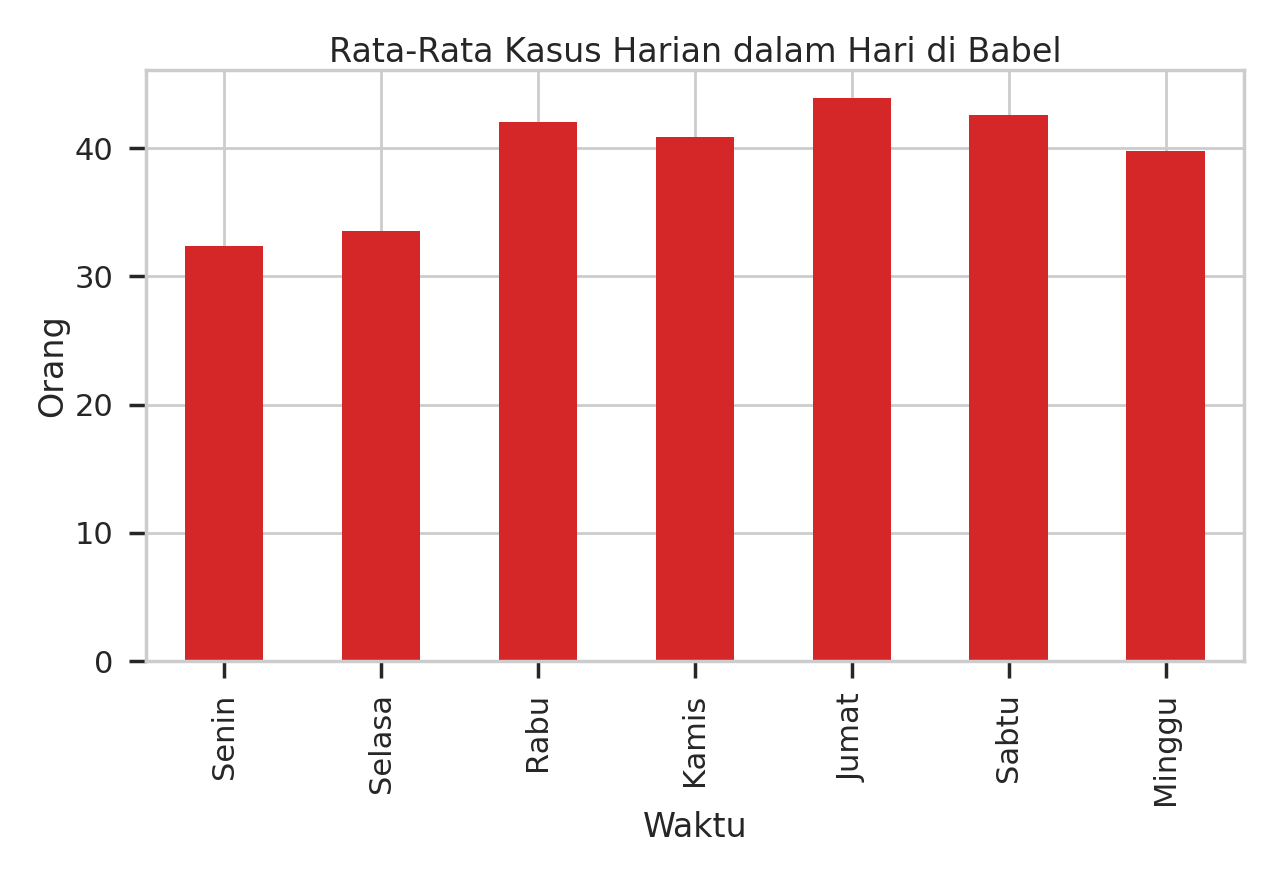 Rata-Rata Kasus Harian dalam Hari di Babel
40
30
20
10
0
Orang
Senin
Selasa
Rabu
Kamis
Jumat
Sabtu
Minggu
Waktu